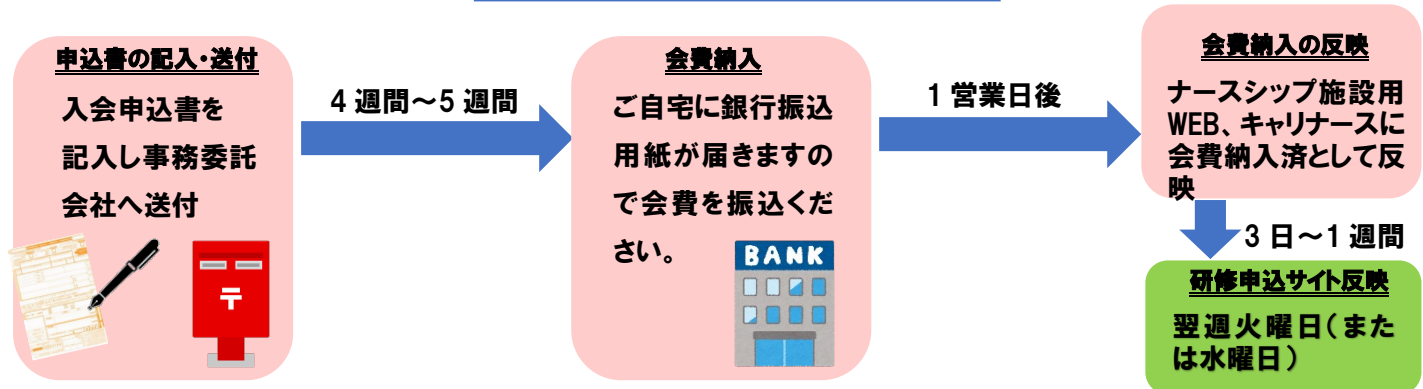 申込書の記入・送付
入会申込書を
記入し事務委託
会社へ送付
〒
4 週間～5 週間
会費納入
ご自宅に銀行振込
用紙が届きますの
で会費を振込くだ
さい。
BANK
1 営業日後
会費納入の反映
ナースシップ施設用
WEB、キャリナースに
会費納入済として反
映
3 日～1 週間
研修申込サイト反映
翌週火曜日（また
は水曜日）